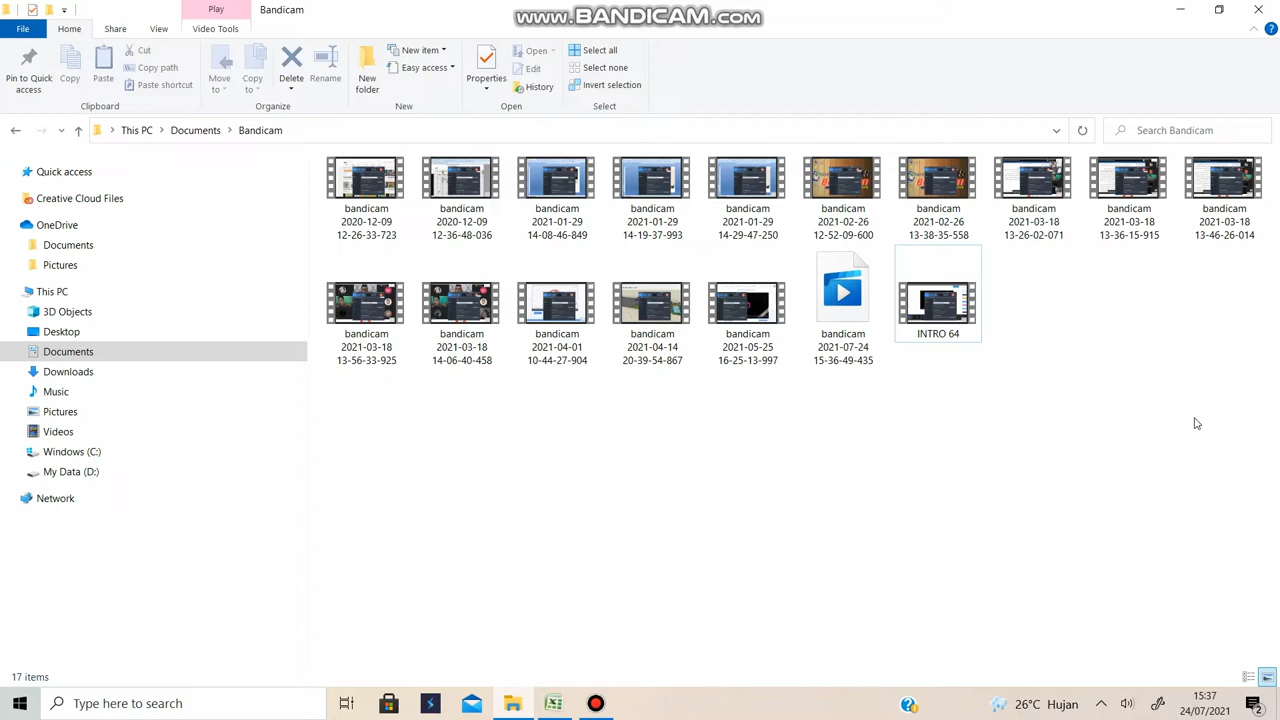 Play
Bandicam
www.BANDICAM.com
File
Home
Share
View
Video Tools
Pin to Quick access
Copy
Paste
Cut
Copy path
Paste shortcut
Clipboard
Move to
Copy to
Delete
Rename
Organize
New folder
New item
Easy access
New
Properties
Open
Edit
History
Open
Select all
Select none
Invert selection
Select
This PC > Documents > Bandicam
Search Bandicam
Quick access
Creative Cloud Files
OneDrive
Documents
Pictures
This PC
3D Objects
Desktop
Documents
Downloads
Music
Pictures
Videos
Windows (C:)
My Data (D:)
Network
bandicam 2020-12-09 12-26-33-723
bandicam 2020-12-09 12-36-48-036
bandicam 2021-01-29 14-08-46-849
bandicam 2021-01-29 14-19-37-993
bandicam 2021-01-29 14-29-47-250
bandicam 2021-02-26 12-52-09-600
bandicam 2021-02-26 13-38-35-558
bandicam 2021-03-18 13-26-02-071
bandicam 2021-03-18 13-36-15-915
bandicam 2021-03-18 13-46-26-014
bandicam 2021-03-18 13-56-33-925
bandicam 2021-03-18 14-06-40-458
bandicam 2021-04-01 10-44-27-904
bandicam 2021-04-14 20-39-54-867
bandicam 2021-05-25 16-25-13-997
bandicam 2021-07-24 15-36-49-435
INTRO 64
17 items
Type here to search
26°C Hujan
15:37
24/07/2021
2